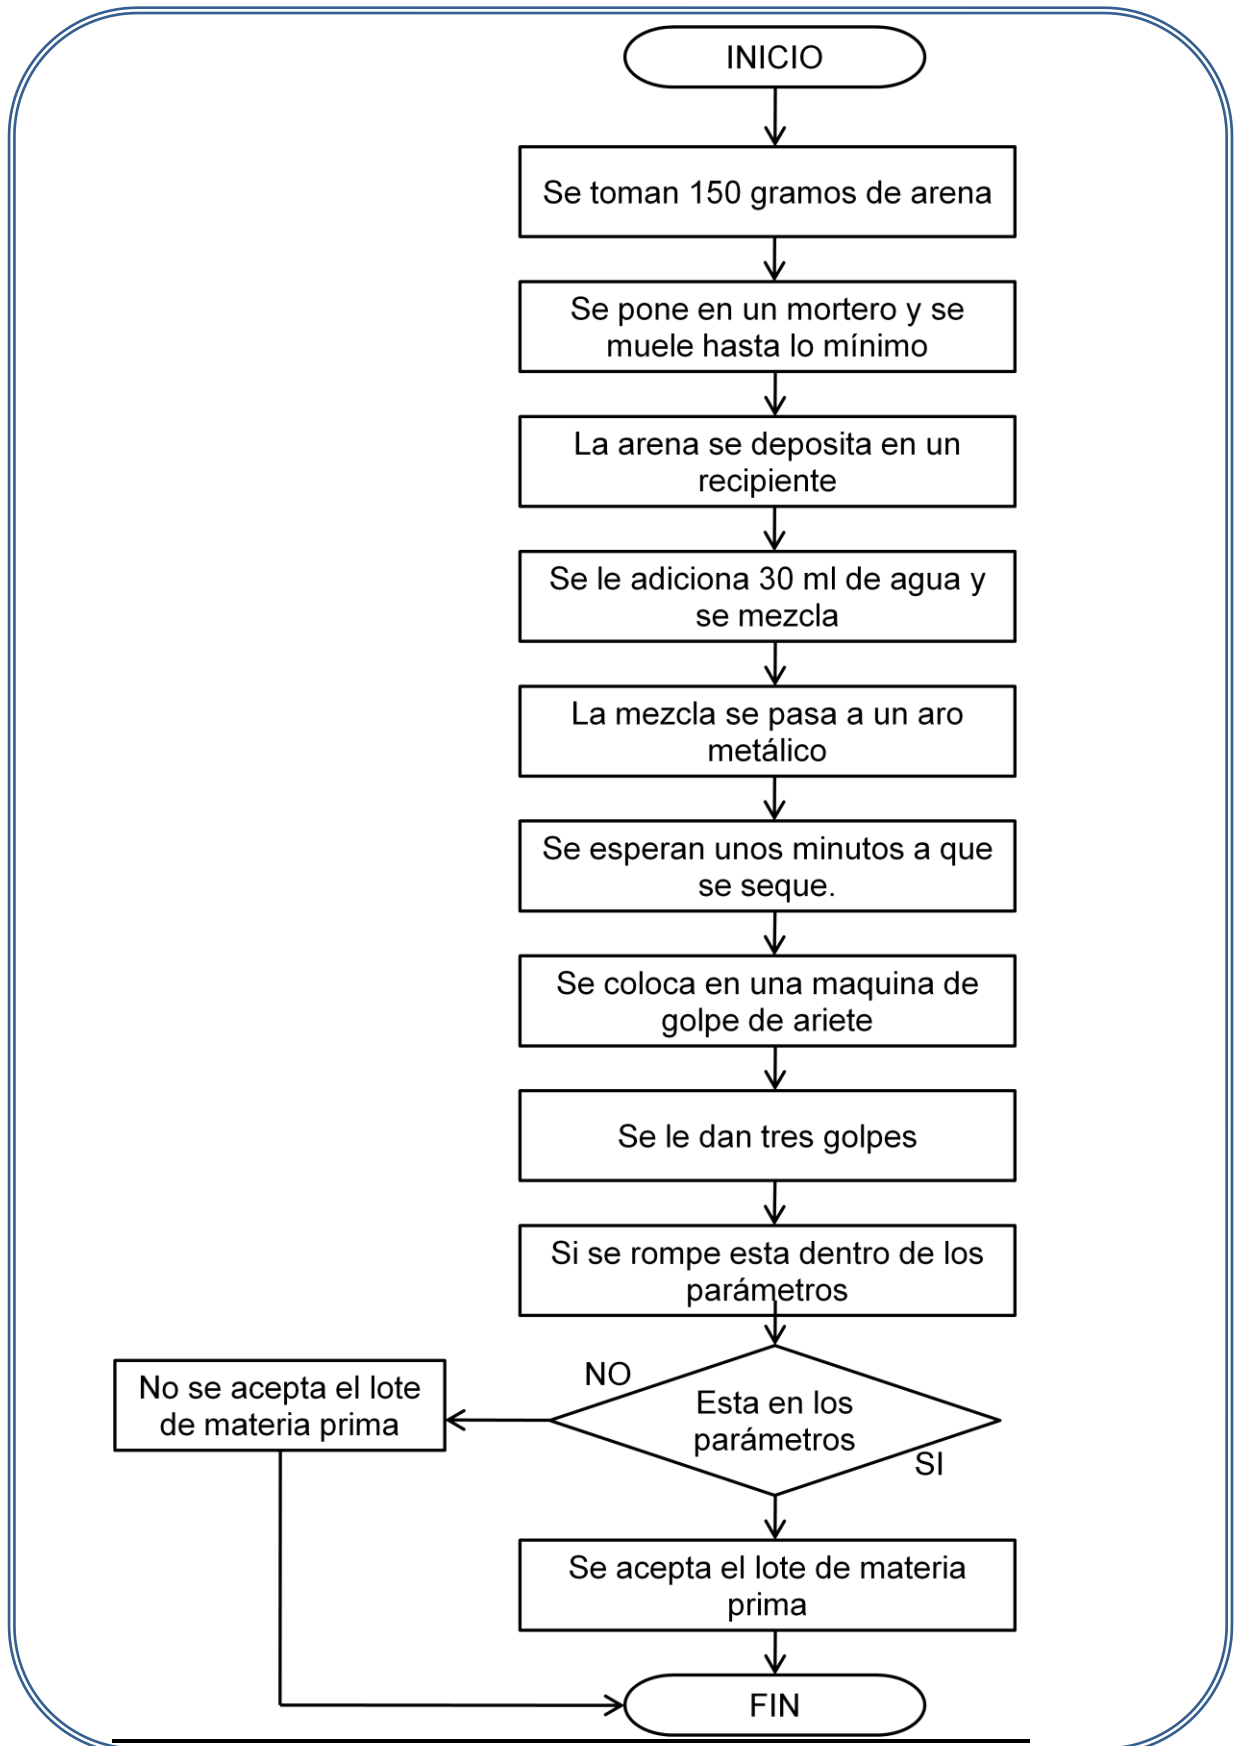 INICIO
Se toman 150 gramos de arena
Se pone en un mortero y se
muele hasta lo mínimo
La arena se deposita en un
recipiente
Se le adiciona 30 ml de agua y
se mezcla
La mezcla se pasa a un aro
metálico
Se esperan unos minutos a que
se seque.
Se coloca en una maquina de
golpe de ariete
Se le dan tres golpes
Si se rompe esta dentro de los
parámetros
NO
No se acepta el lote
de materia prima
Esta en los
parámetros
SI
Se acepta el lote de materia
prima
FIN